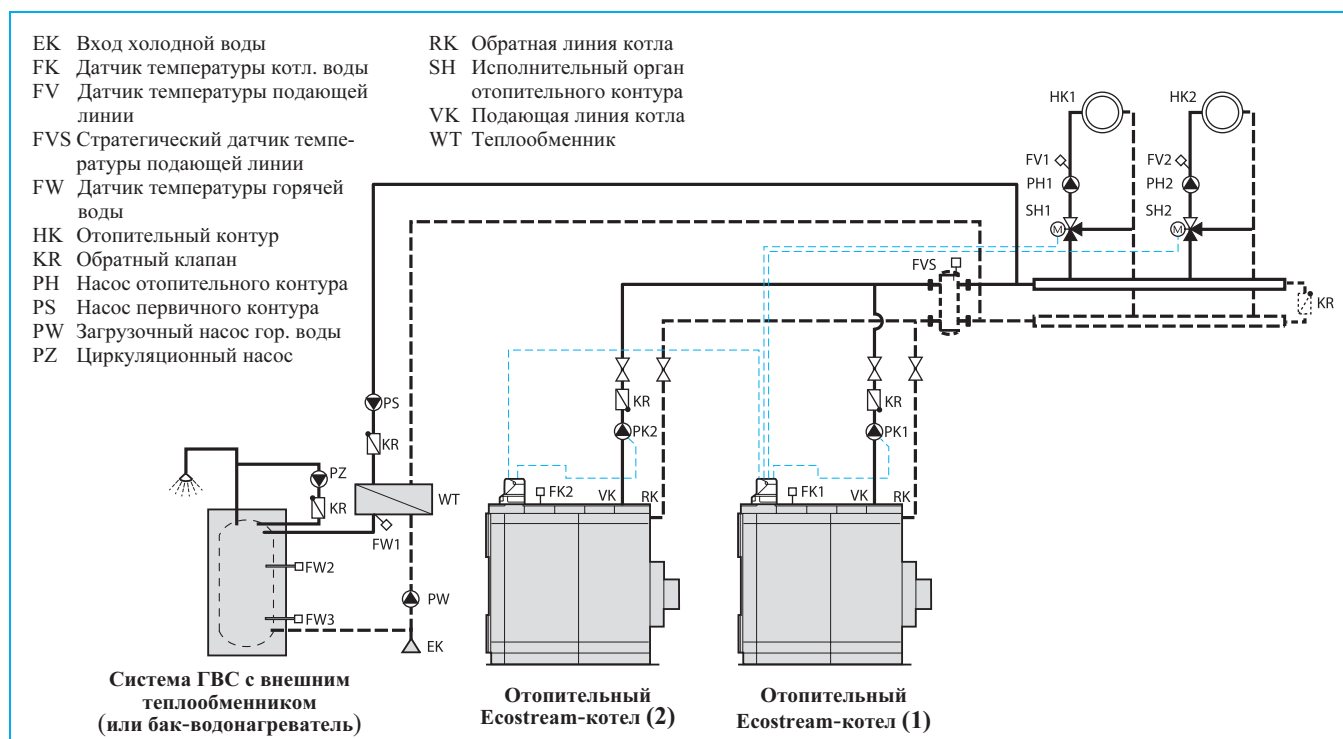 EK Вход холодной воды
FK Датчик температуры котл. воды
FV Датчик температуры подающей
линии
FVS Стратегический датчик темпе-
ратуры подающей линии
FW Датчик температуры горячей
воды
HK Отопительный контур
KR Обратный клапан
PH Насос отопительного контура
PS Насос первичного контура
PW Загрузочный насос гор. воды
PZ Циркуляционный насос
RK Обратная линия котла
SH Исполнительный орган
отопительного контура
VK Подающая линия котла
WT Теплообменник
HK1
HK2
FV1
FV2
PH1
PH2
SH1
SH2
M
M
FVS
KR
KR
KR
PK2
PK1
PS
KR
PZ
KR
WT
FW1
FW2
FW3
PW
EK
FK2
VK
RK
FK1
VK
RK
Система ГВС с внешним
теплообменником
(или бак-водонагреватель)
Отопительный
Ecostream-котел (2)
Отопительный
Ecostream-котел (1)